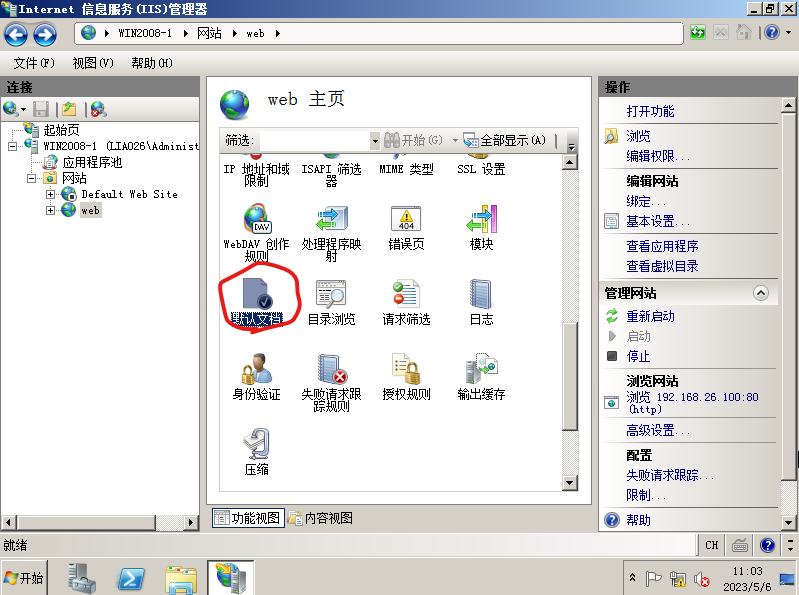 Internet 信息服务(IIS)管理器
WIN2008-1 网站 web
文件(F) 视图(V) 帮助(H)
连接
起始页
WIN2008-1 (LIAO26\Administ
应用程序池
网站
Default Web Site
web
web 主页
筛选: 开始(G) 全部显示(A)
IP 地址和域限制 ISAPI 筛选器 MIME 类型 SSL 设置
WebDAV 创作规则 处理程序映射 错误页 模块
默认文档 目录浏览 请求筛选 日志
身份验证 失败请求跟踪规则 授权规则 输出缓存
压缩
功能视图 内容视图
操作
打开功能
浏览
编辑权限...
编辑网站
绑定...
基本设置...
查看应用程序
查看虚拟目录
管理网站
重新启动
启动
停止
浏览网站
浏览 192.168.26.100:80
(http)
高级设置...
配置
失败请求跟踪...
限制...
帮助
就绪
CH
开始
11:03
2023/5/6